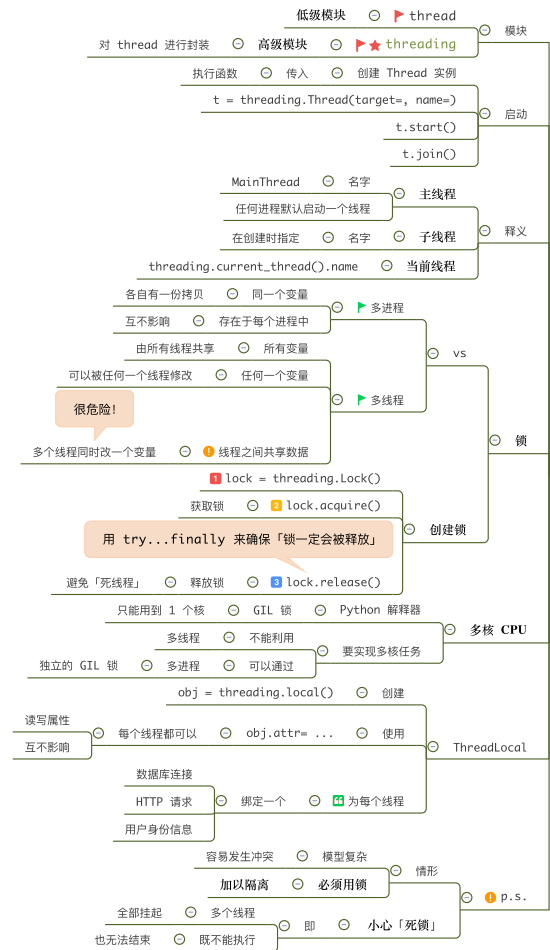 模块
低级模块 thread
对 thread 进行封装 高级模块 threading
启动
执行函数 传入 创建 Thread 实例
t = threading.Thread(target=, name=)
t.start()
t.join()
释义
主线程
MainThread 名字
任何进程默认启动一个线程
在创建时指定 名字 子线程
threading.current_thread().name 当前线程
锁
vs
多进程
各自有一份拷贝 同一个变量
互不影响 存在于每个进程中
多线程
由所有线程共享 所有变量
可以被任何一个线程修改 任何一个变量
很危险!
多个线程同时改一个变量 线程之间共享数据
创建锁
1 lock = threading.Lock()
获取锁 2 lock.acquire()
用 try...finally 来确保「锁一定会被释放」
避免「死线程」 释放锁 3 lock.release()
多核 CPU
只能用到 1 个核 GIL 锁 Python 解释器
要实现多核任务
多线程 不能利用
独立的 GIL 锁 多进程 可以通过
ThreadLocal
obj = threading.local() 创建
读写属性
互不影响
每个线程都可以 obj.attr= ... 使用
数据库连接
HTTP 请求
用户身份信息
绑定一个 为每个线程
p.s.
情形
容易发生冲突 模型复杂
加以隔离 必须用锁
全部挂起 多个线程
也无法结束 既不能执行
即 小心「死锁」